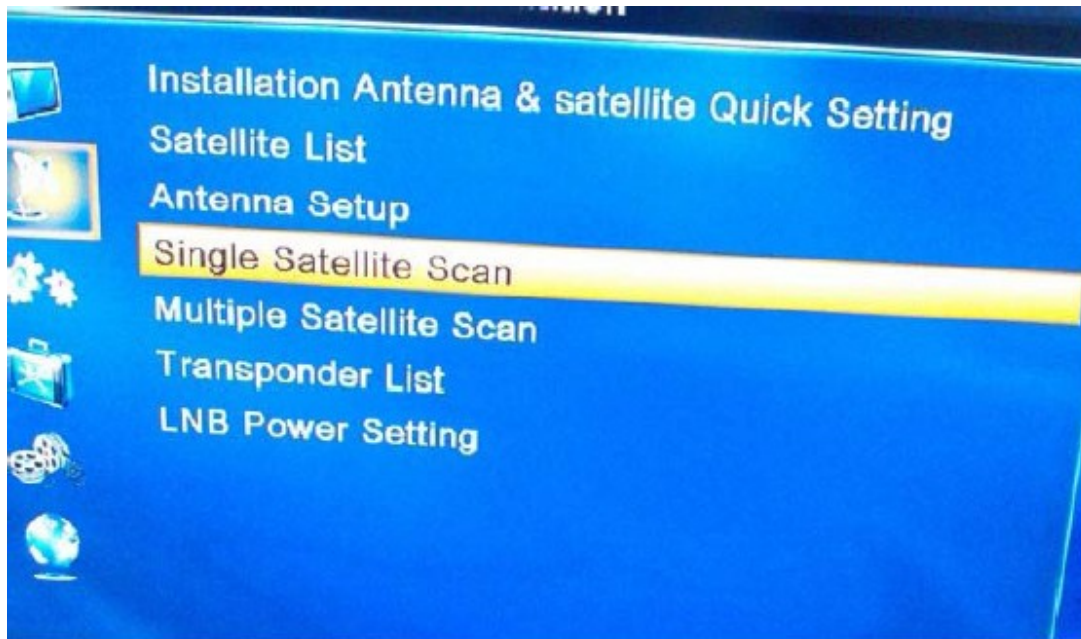 Installation Antenna & satellite Quick Setting
Satellite List
Antenna Setup
Single Satellite Scan
Multiple Satellite Scan
Transponder List
LNB Power Setting